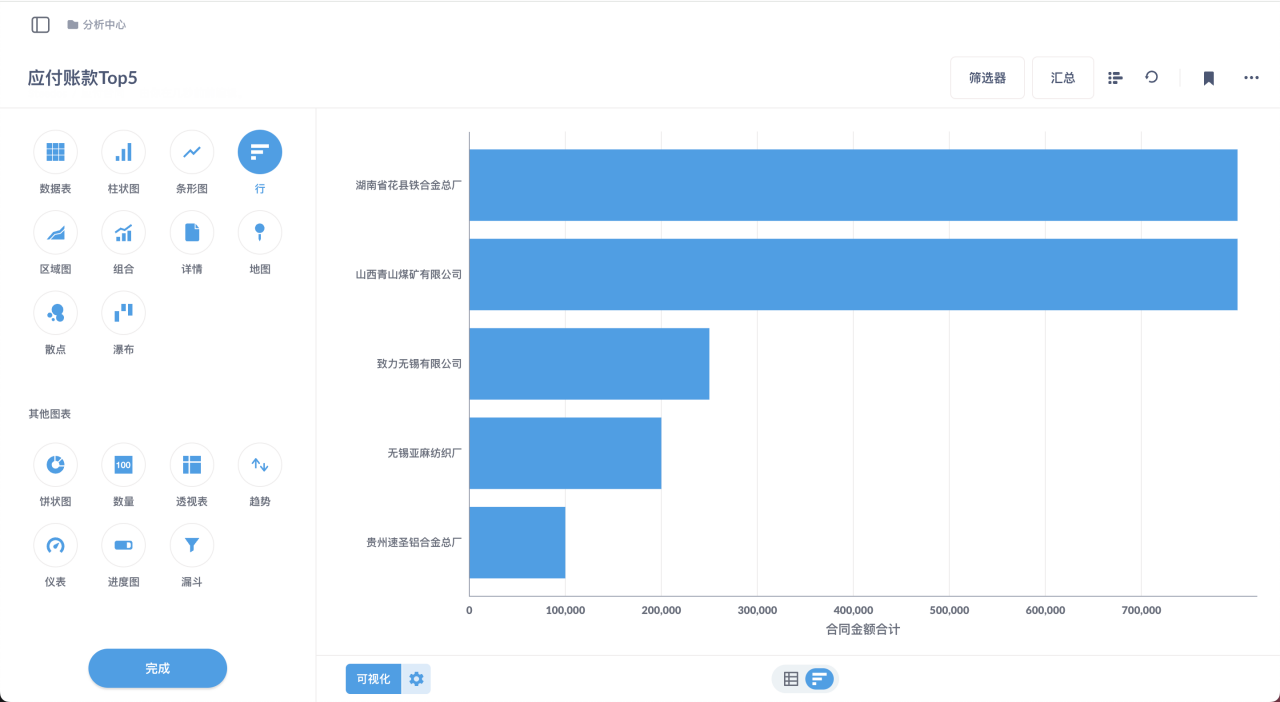 分析中心
应付账款Top5
筛选器
汇总
数据表
柱状图
条形图
行
区域图
组合
详情
地图
散点
瀑布
其他图表
饼状图
100
数量
透视表
趋势
仪表
进度图
漏斗
完成
湖南省花县铁合金总厂
山西青山煤矿有限公司
致力无锡有限公司
无锡亚麻纺织厂
贵州速圣铝合金总厂
0
100,000
200,000
300,000
400,000
500,000
600,000
700,000
合同金额合计
可视化